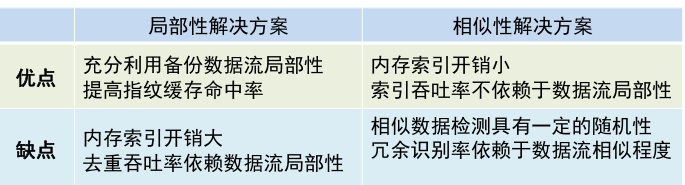 局部性解决方案
相似性解决方案
优点
充分利用备份数据流局部性
提高指纹缓存命中率
内存索引开销小
索引吞吐率不依赖于数据流局部性
缺点
内存索引开销大
去重吞吐率依赖数据流局部性
相似数据检测具有一定的随机性
冗余识别率依赖于数据流相似程度